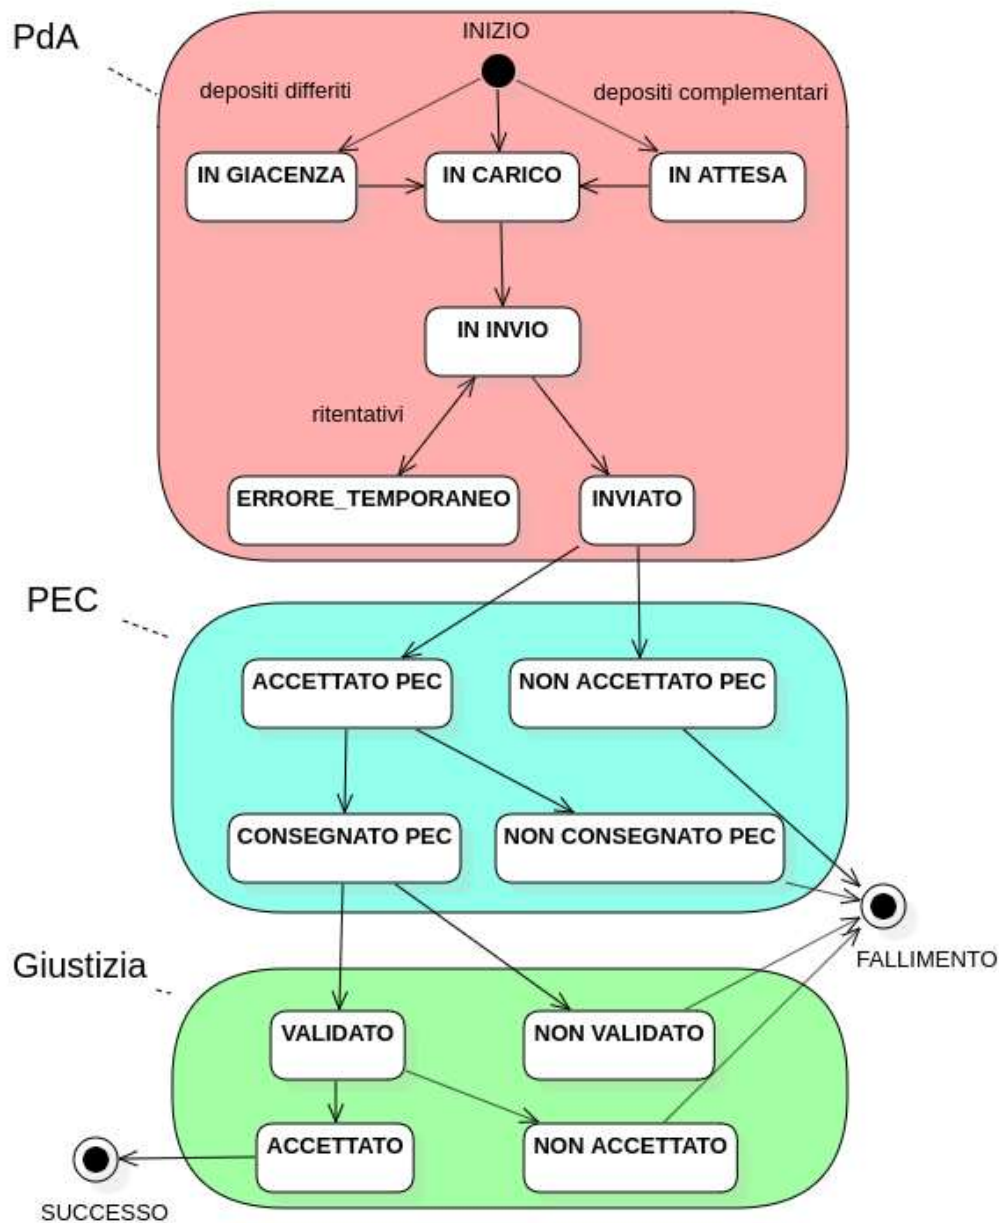 PdA
INIZIO
depositi differiti
depositi complementari
IN GIACENZA
IN CARICO
IN ATTESA
IN INVIO
ritentativi
ERRORE_TEMPORANEO
INVIATO
PEC
ACCETTATO PEC
NON ACCETTATO PEC
CONSEGNATO PEC
NON CONSEGNATO PEC
FALLIMENTO
Giustizia
VALIDATO
NON VALIDATO
ACCETTATO
NON ACCETTATO
SUCCESSO